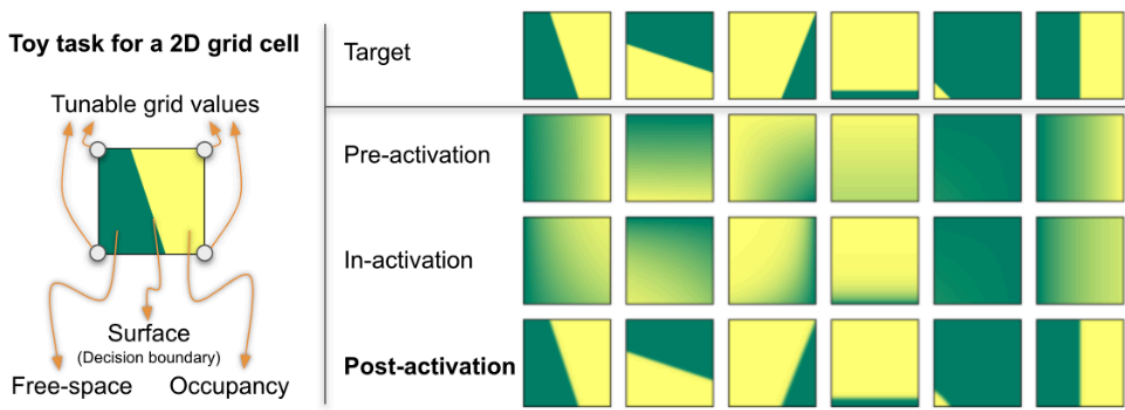 Toy task for a 2D grid cell
Tunable grid values
Surface
(Decision boundary)
Free-space
Occupancy
Target
Pre-activation
In-activation
Post-activation